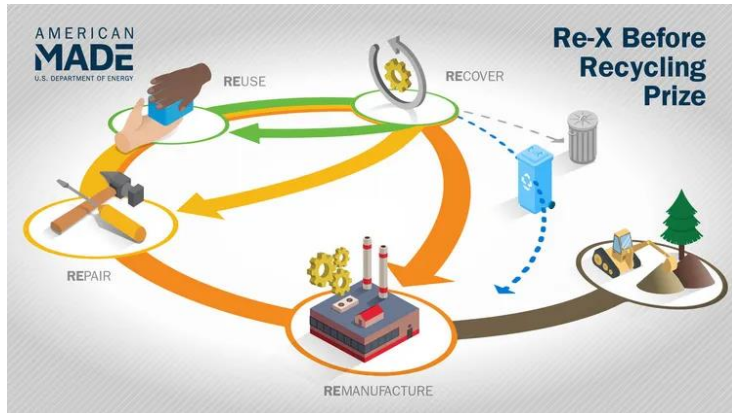 AMERICAN
MADE
U.S. DEPARTMENT OF ENERGY
Re-X Before
Recycling
Prize
REUSE
RECOVER
REPAIR
REMANUFACTURE